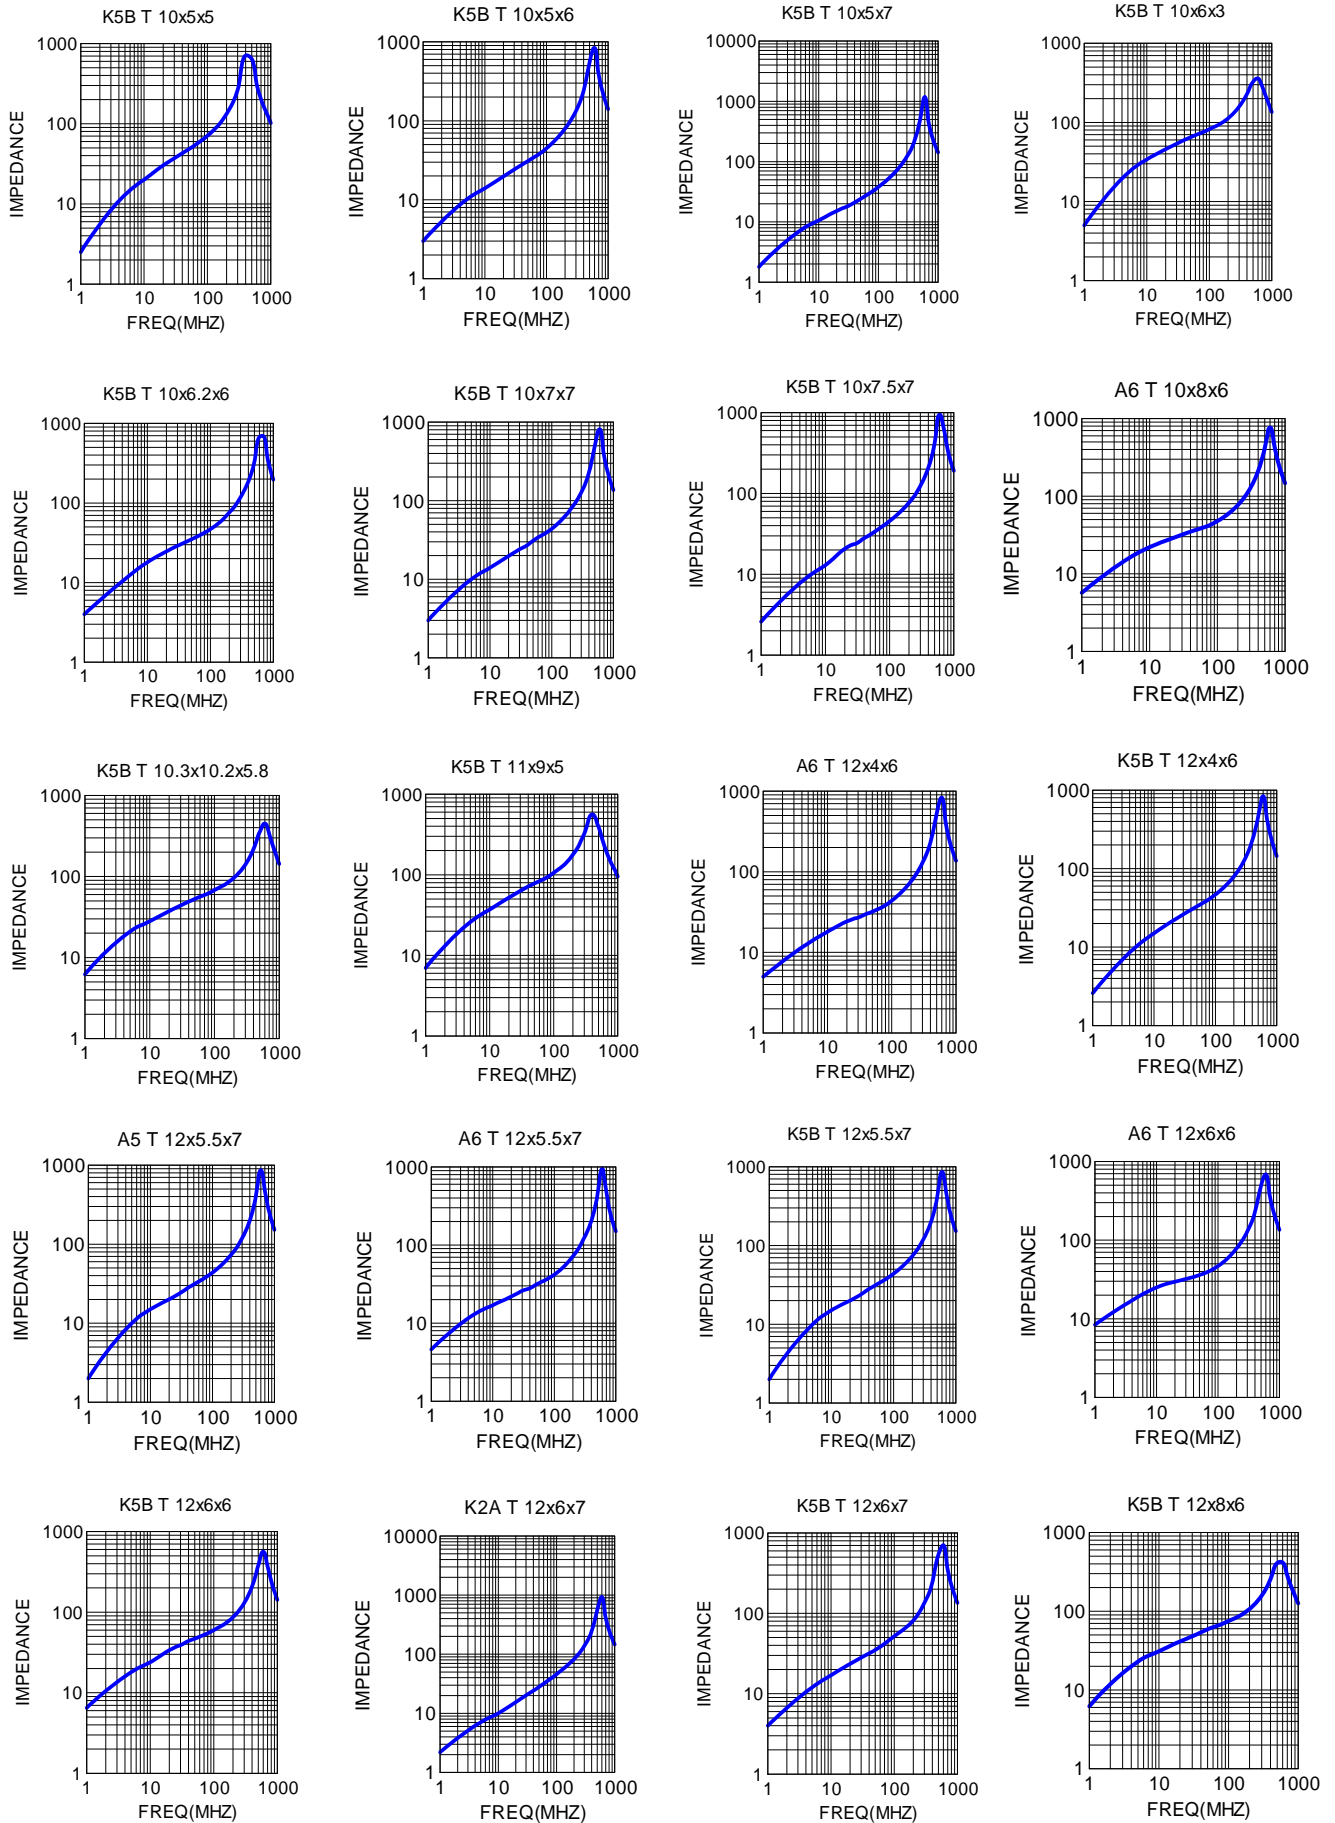 K5B T 10x5x5
1000
100
10
1
1 10 100 1000
IMPEDANCE
FREQ(MHZ)
K5B T 10x5x6
1000
100
10
1
1 10 100 1000
IMPEDANCE
FREQ(MHZ)
K5B T 10x5x7
10000
1000
100
10
1
1 10 100 1000
IMPEDANCE
FREQ(MHZ)
K5B T 10x6x3
1000
100
10
1
1 10 100 1000
IMPEDANCE
FREQ(MHZ)
K5B T 10x6.2x6
1000
100
10
1
1 10 100 1000
IMPEDANCE
FREQ(MHZ)
K5B T 10x7x7
1000
100
10
1
1 10 100 1000
IMPEDANCE
FREQ(MHZ)
K5B T 10x7.5x7
1000
100
10
1
1 10 100 1000
IMPEDANCE
FREQ(MHZ)
A6 T 10x8x6
1000
100
10
1
1 10 100 1000
IMPEDANCE
FREQ(MHZ)
K5B T 10.3x10.2x5.8
1000
100
10
1
1 10 100 1000
IMPEDANCE
FREQ(MHZ)
K5B T 11x9x5
1000
100
10
1
1 10 100 1000
IMPEDANCE
FREQ(MHZ)
A6 T 12x4x6
1000
100
10
1
1 10 100 1000
IMPEDANCE
FREQ(MHZ)
K5B T 12x4x6
1000
100
10
1
1 10 100 1000
IMPEDANCE
FREQ(MHZ)
A5 T 12x5.5x7
1000
100
10
1
1 10 100 1000
IMPEDANCE
FREQ(MHZ)
A6 T 12x5.5x7
1000
100
10
1
1 10 100 1000
IMPEDANCE
FREQ(MHZ)
K5B T 12x5.5x7
1000
100
10
1
1 10 100 1000
IMPEDANCE
FREQ(MHZ)
A6 T 12x6x6
1000
100
10
1
1 10 100 1000
IMPEDANCE
FREQ(MHZ)
K5B T 12x6x6
1000
100
10
1
1 10 100 1000
IMPEDANCE
FREQ(MHZ)
K2A T 12x6x7
10000
1000
100
10
1
1 10 100 1000
IMPEDANCE
FREQ(MHZ)
K5B T 12x6x7
1000
100
10
1
1 10 100 1000
IMPEDANCE
FREQ(MHZ)
K5B T 12x8x6
1000
100
10
1
1 10 100 1000
IMPEDANCE
FREQ(MHZ)